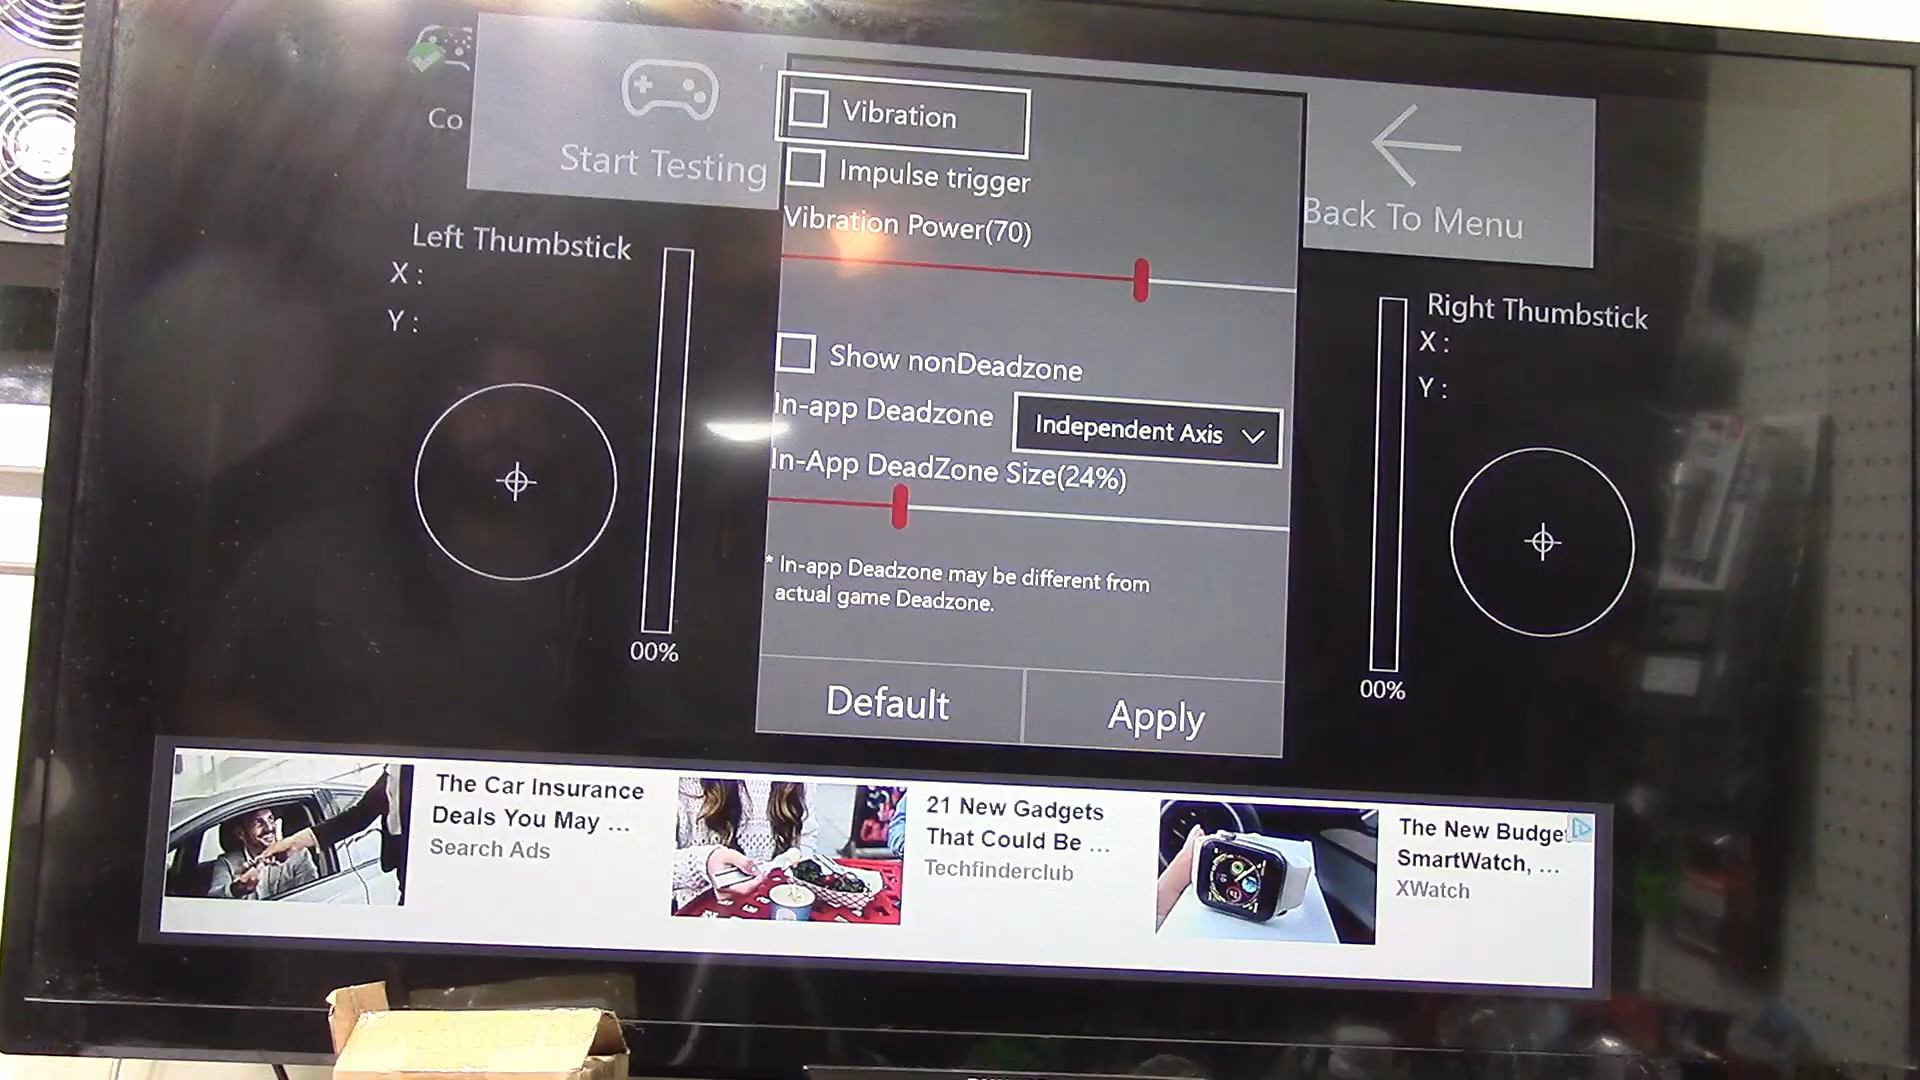 Co
Start Testing
Vibration
Impulse trigger
Vibration Power(70)
Back To Menu
Left Thumbstick
X :
Y :
00%
Show nonDeadzone
In-app Deadzone
Independent Axis
In-App DeadZone Size(24%)
* In-app Deadzone may be different from
actual game Deadzone.
Default
Apply
Right Thumbstick
X :
Y :
00%
The Car Insurance
Deals You May ...
Search Ads
21 New Gadgets
That Could Be ...
Techfinderclub
The New Budge
SmartWatch, ...
XWatch